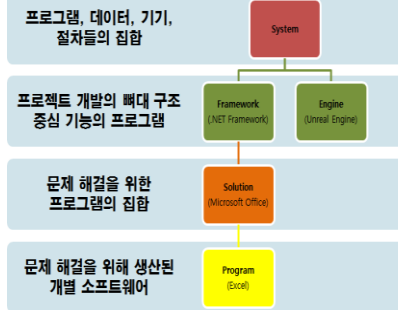 프로그램, 데이터, 기기,
절차들의 집합
System
프로젝트 개발의 뼈대 구조
중심 기능의 프로그램
Framework
(.NET Framework)
Engine
(Unreal Engine)
문제 해결을 위한
프로그램의 집합
Solution
(Microsoft Office)
문제 해결을 위해 생산된
개별 소프트웨어
Program
(Excel)